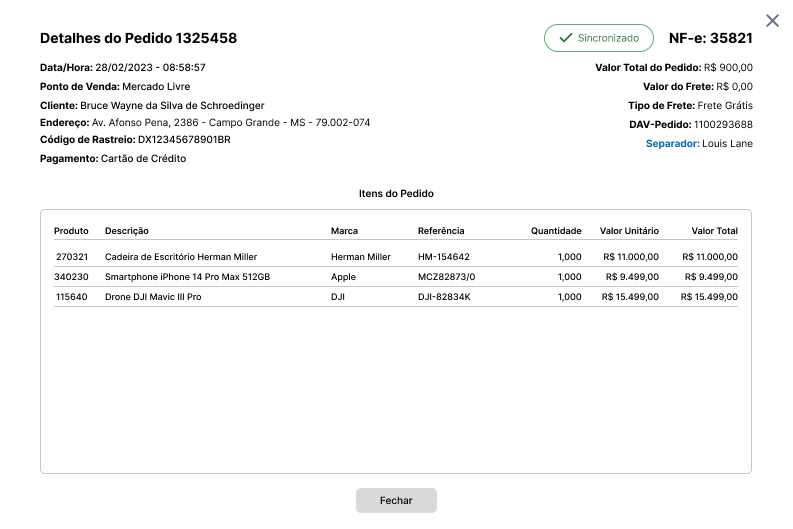 Detalhes do Pedido 1325458
Sincronizado
NF-e: 35821
Data/Hora: 28/02/2023 - 08:58:57
Valor Total do Pedido: R$ 900,00
Ponto de Venda: Mercado Livre
Valor do Frete: R$ 0,00
Cliente: Bruce Wayne da Silva de Schroedinger
Tipo de Frete: Frete Grátis
Endereço: Av. Afonso Pena, 2386 - Campo Grande - MS - 79.002-074
DAV-Pedido: 1100293688
Código de Rastreio: DX12345678901BR
Separador: Louis Lane
Pagamento: Cartão de Crédito
Itens do Pedido
Produto Descrição Marca Referência Quantidade Valor Unitário Valor Total
270321 Cadeira de Escritório Herman Miller Herman Miller HM-154642 1,000 R$ 11.000,00 R$ 11.000,00
340230 Smartphone iPhone 14 Pro Max 512GB Apple MCZ82873/0 1,000 R$ 9.499,00 R$ 9.499,00
115640 Drone DJI Mavic III Pro DJI DJI-82834K 1,000 R$ 15.499,00 R$ 15.499,00
Fechar